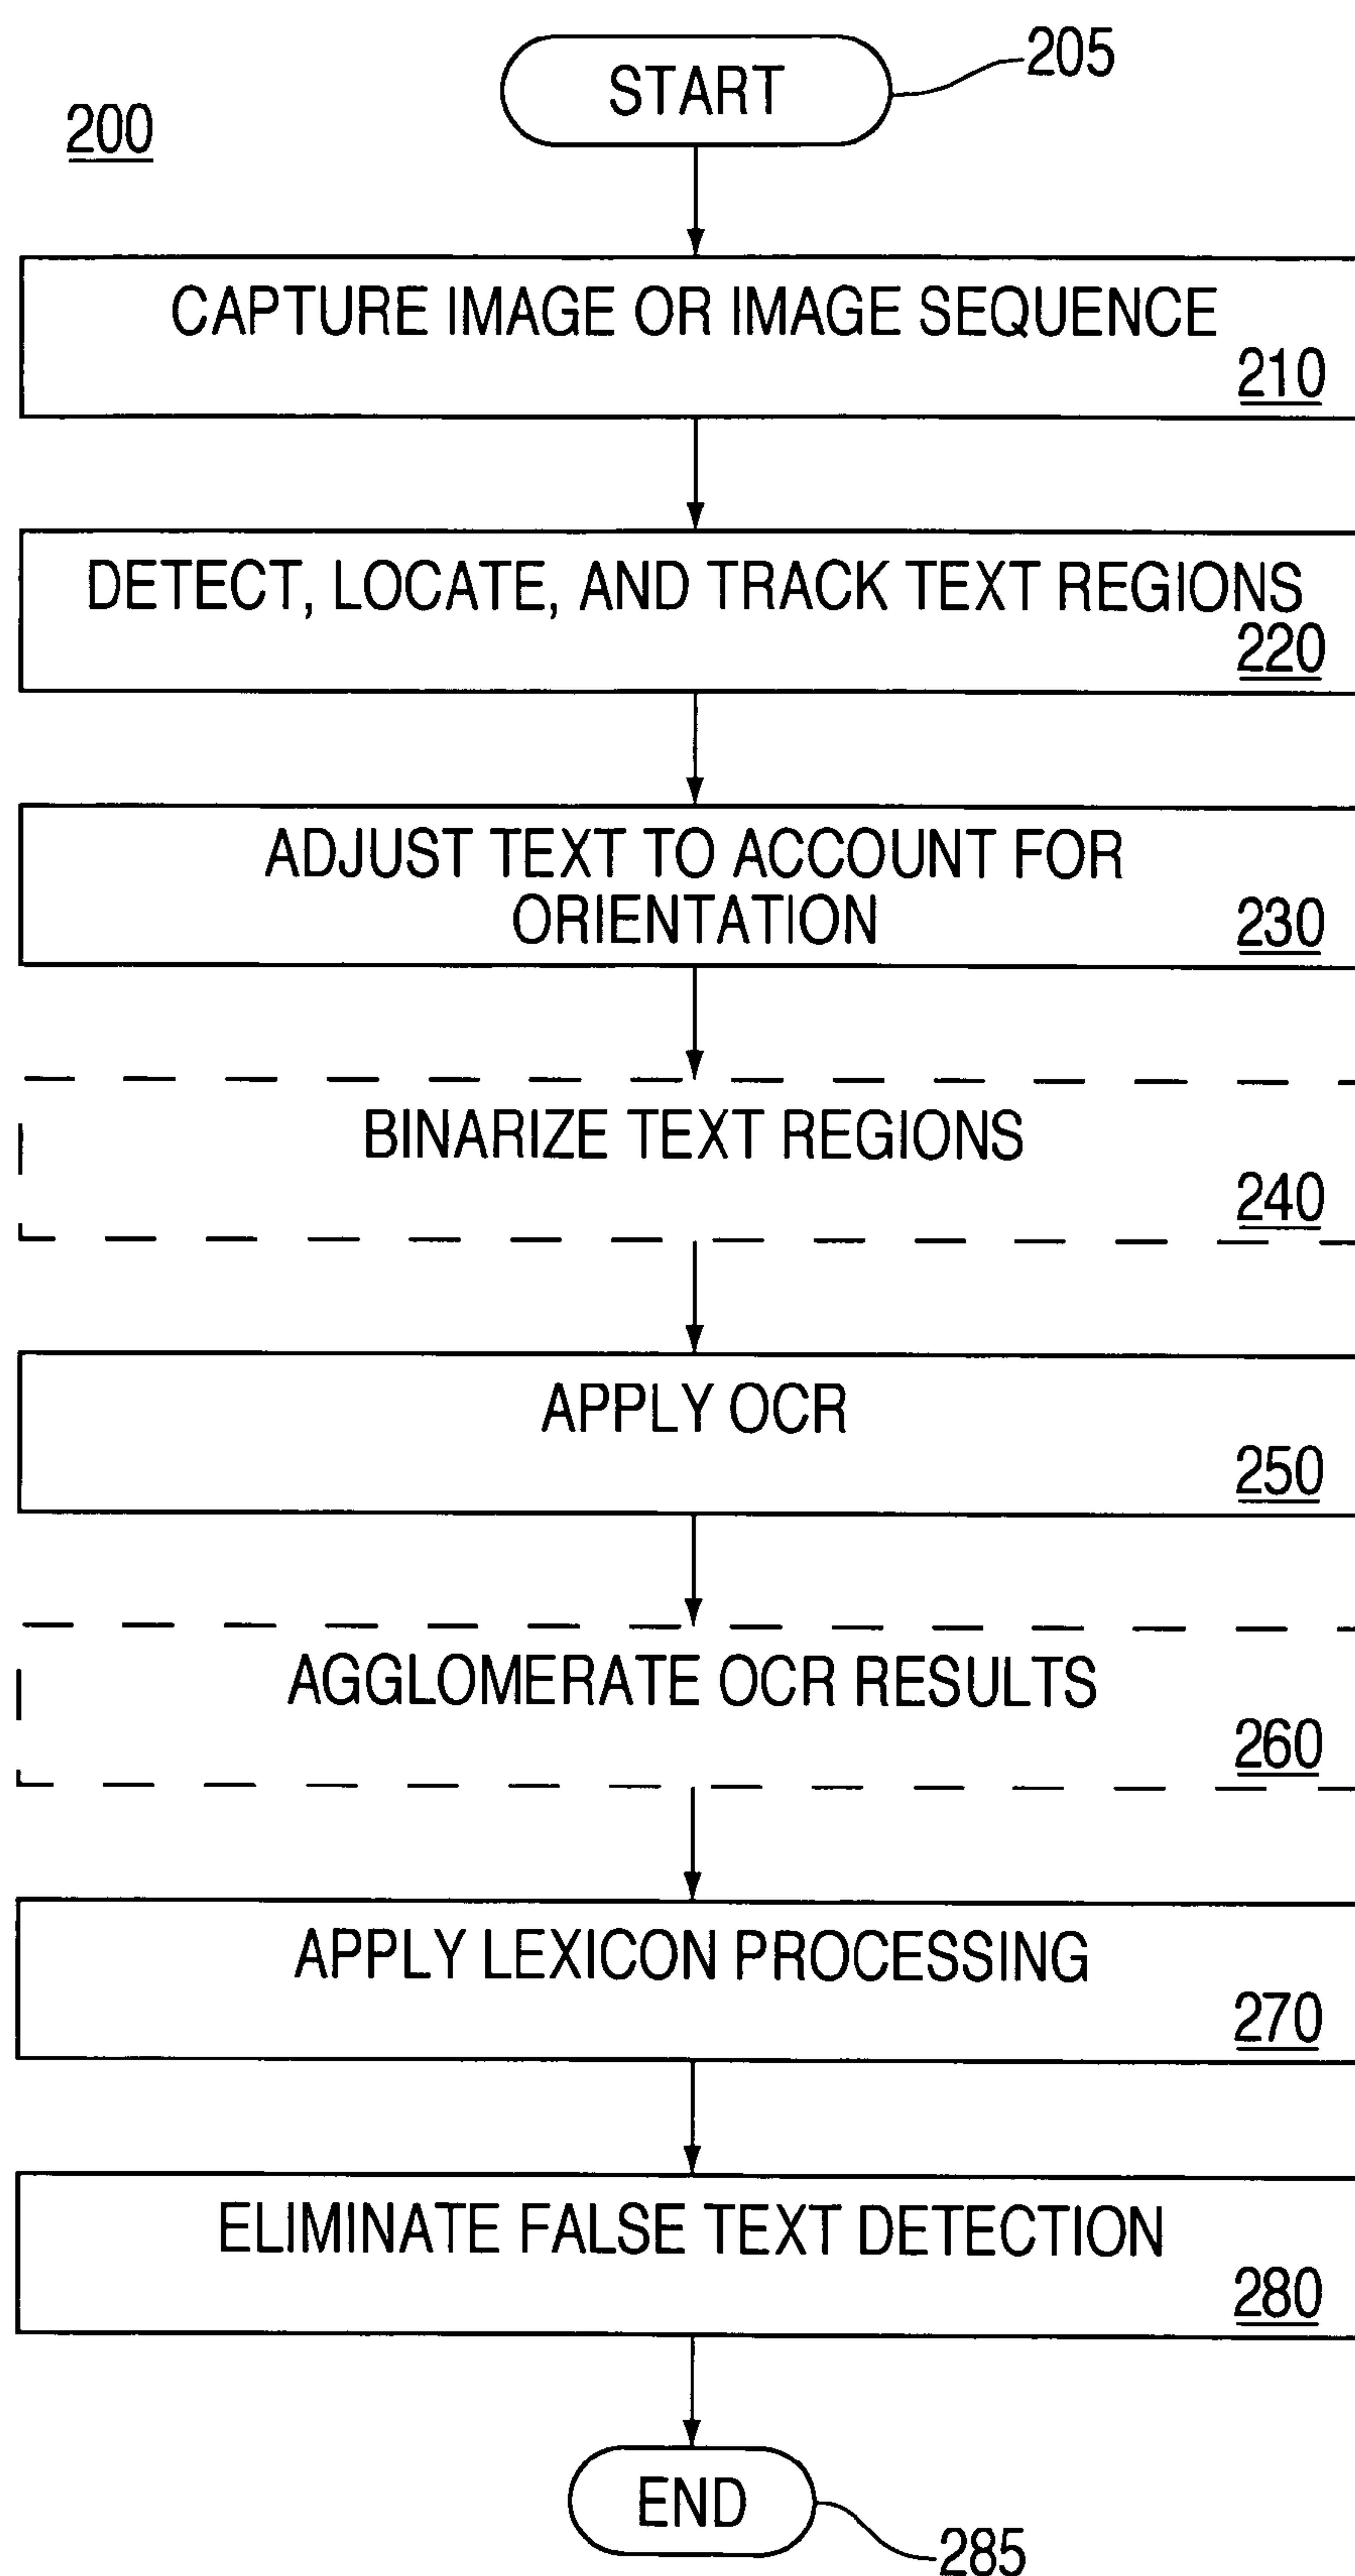 START
205
200
CAPTURE IMAGE OR IMAGE SEQUENCE
210
DETECT, LOCATE, AND TRACK TEXT REGIONS
220
ADJUST TEXT TO ACCOUNT FOR
ORIENTATION
230
BINARIZE TEXT REGIONS
240
APPLY OCR
250
AGGLOMERATE OCR RESULTS
260
APPLY LEXICON PROCESSING
270
ELIMINATE FALSE TEXT DETECTION
280
END
285